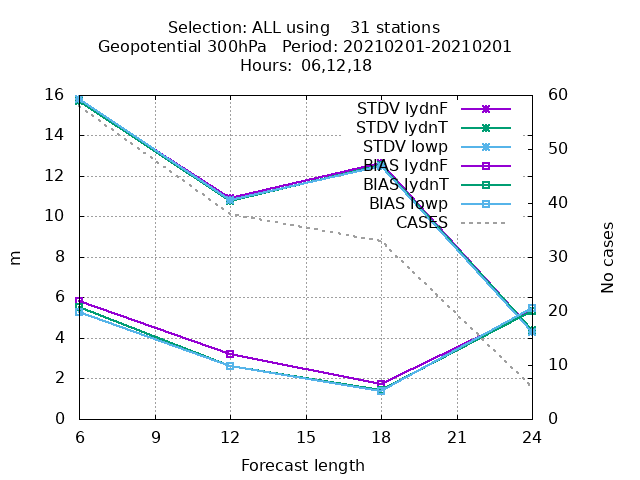 Selection: ALL using    31 stations
Geopotential 300hPa   Period: 20210201-20210201
Hours:  06,12,18
STDV lydnF
STDV lydnT
STDV lowp
BIAS lydnF
BIAS lydnT
BIAS lowp
CASES
m
16
14
12
10
8
6
4
2
0
No cases
60
50
40
30
20
10
0
6 9 12 15 18 21 24
Forecast length